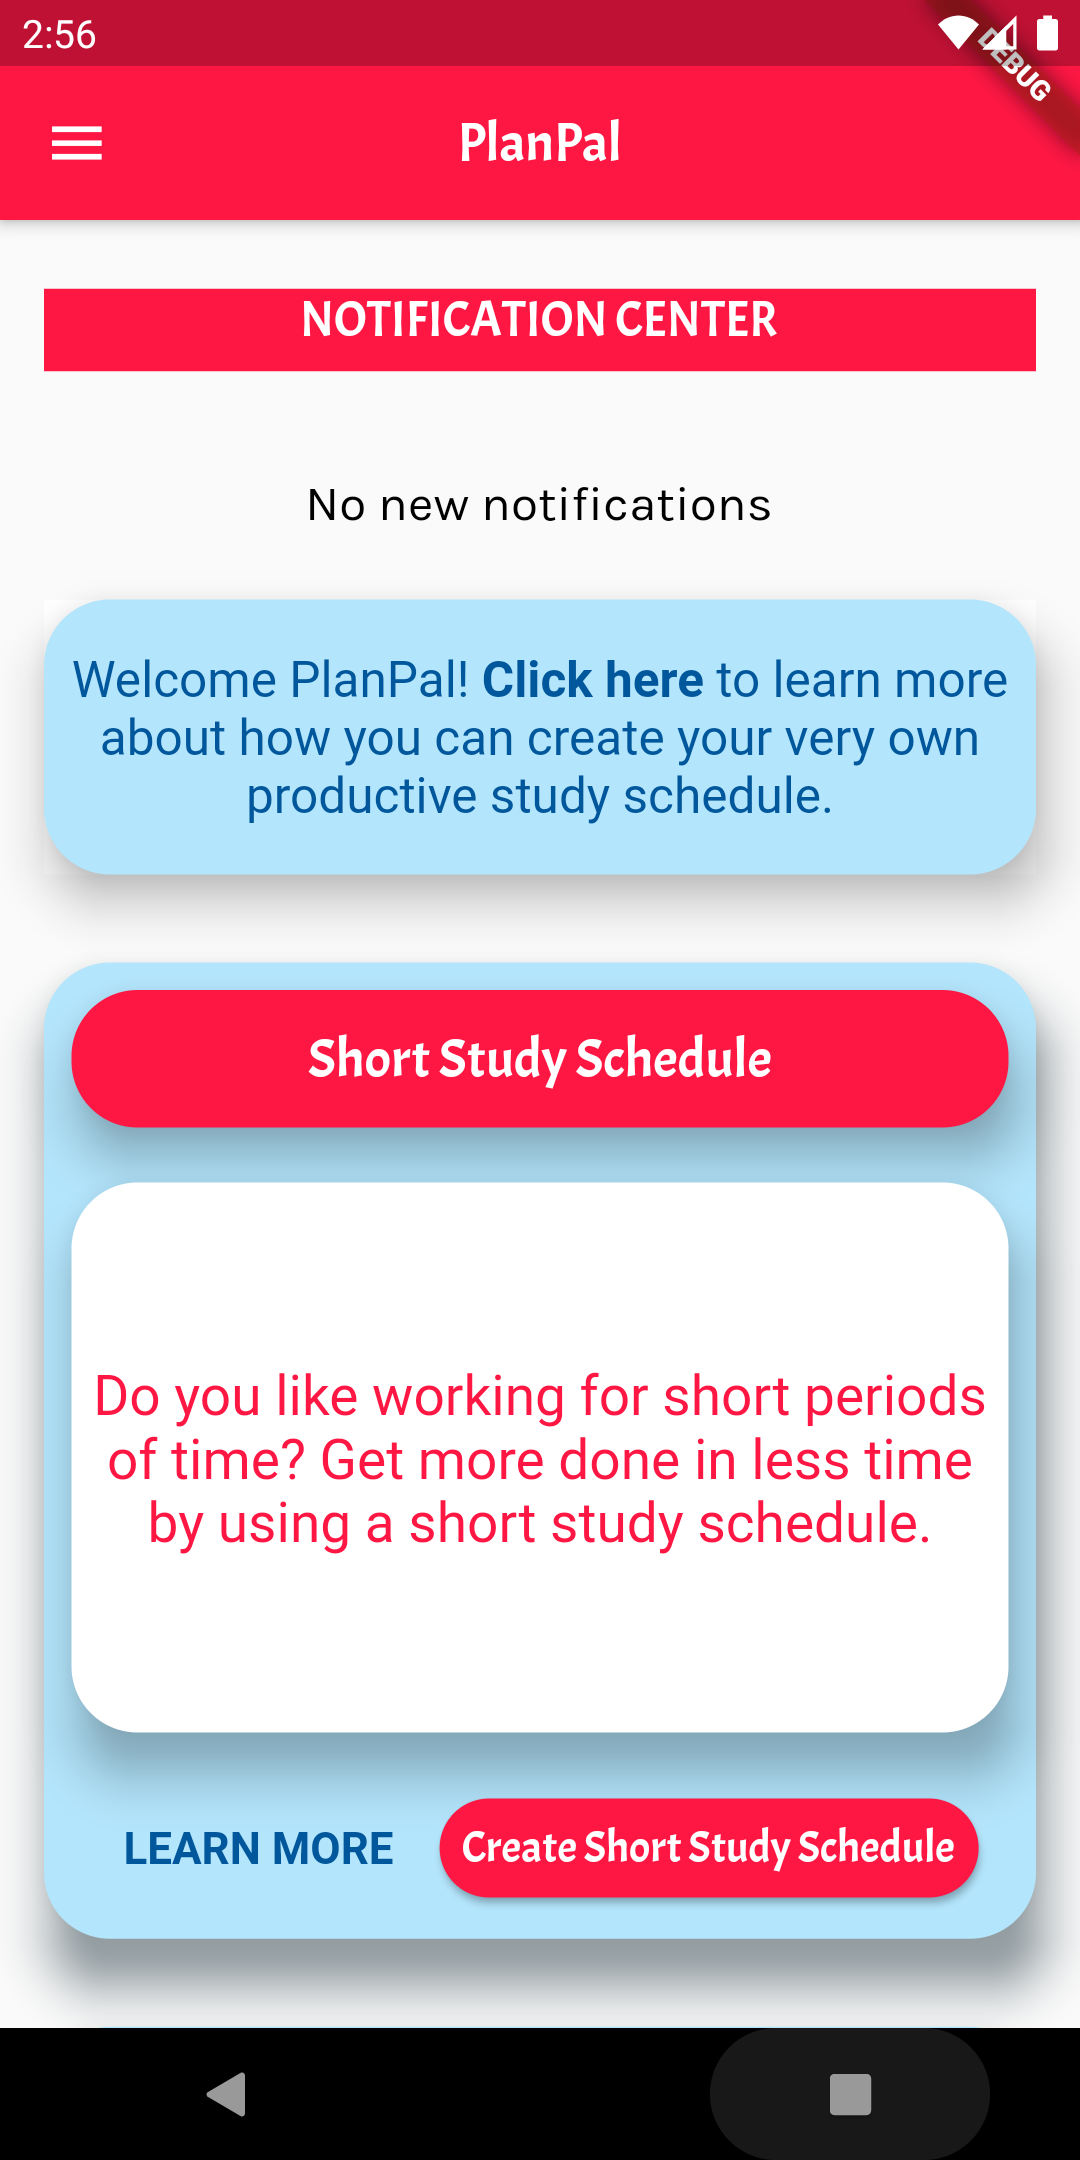 2:56
DEBUG
PlanPal
NOTIFICATION CENTER
No new notifications
Welcome PlanPal! Click here to learn more
about how you can create your very own
productive study schedule.
Short Study Schedule
Do you like working for short periods
of time? Get more done in less time
by using a short study schedule.
LEARN MORE
Create Short Study Schedule